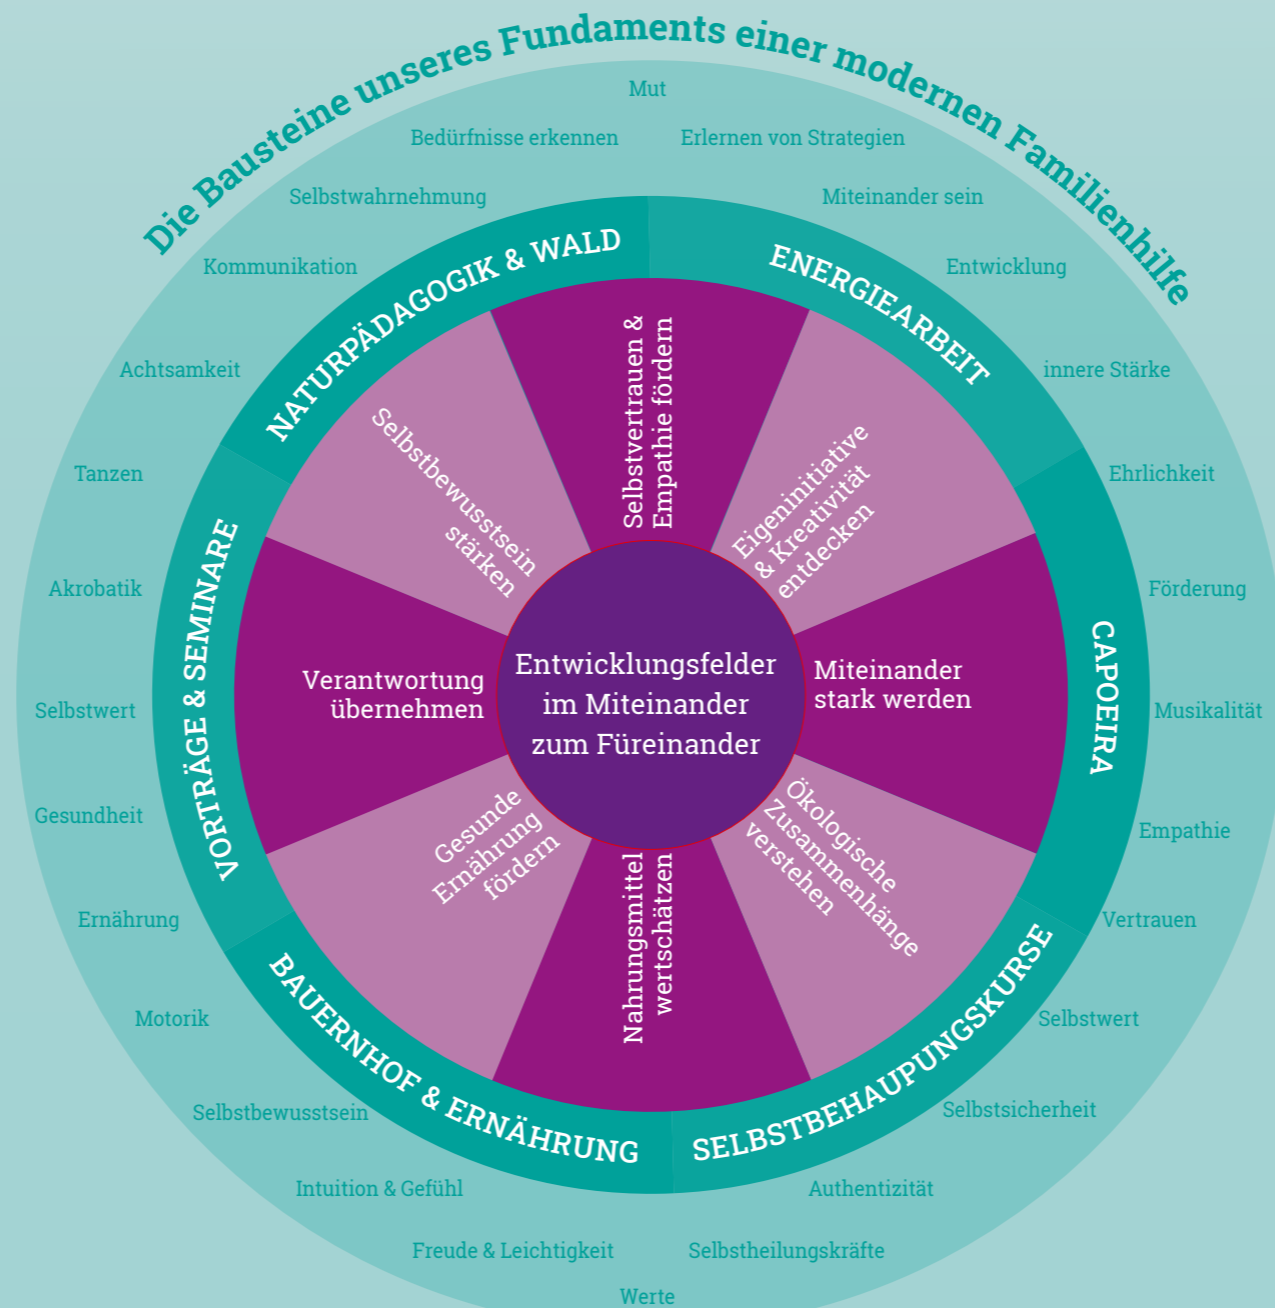 Die Bausteine unseres Fundaments einer modernen Familienhilfe
Mut
Bedürfnisse erkennen
Erlernen von Strategien
Selbstwahrnehmung
Miteinander sein
Kommunikation
Entwicklung
Achtsamkeit
innere Stärke
Tanzen
Ehrlichkeit
Akrobatik
Förderung
Selbstwert
Musikalität
Gesundheit
Empathie
Ernährung
Vertrauen
Motorik
Selbstwert
Selbstbewusstsein
Selbstsicherheit
Intuition & Gefühl
Authentizität
Freude & Leichtigkeit
Selbstheilungskräfte
Werte
NATURPÄDAGOGIK & WALD
ENERGIEARBEIT
CAPOEIRA
SELBSTBEHAUPUNGSKURSE
BAUERNHOF & ERNÄHRUNG
VORTRÄGE & SEMINARE
Selbstvertrauen &
Empathie fördern
Eigeninitiative
& Kreativität
entdecken
Miteinander
stark werden
Ökologische
Zusammenhänge
verstehen
Nahrungsmittel
wertschätzen
Gesunde
Ernährung
fördern
Verantwortung
übernehmen
Selbstbewusstsein
stärken
Entwicklungsfelder
im Miteinander
zum Füreinander